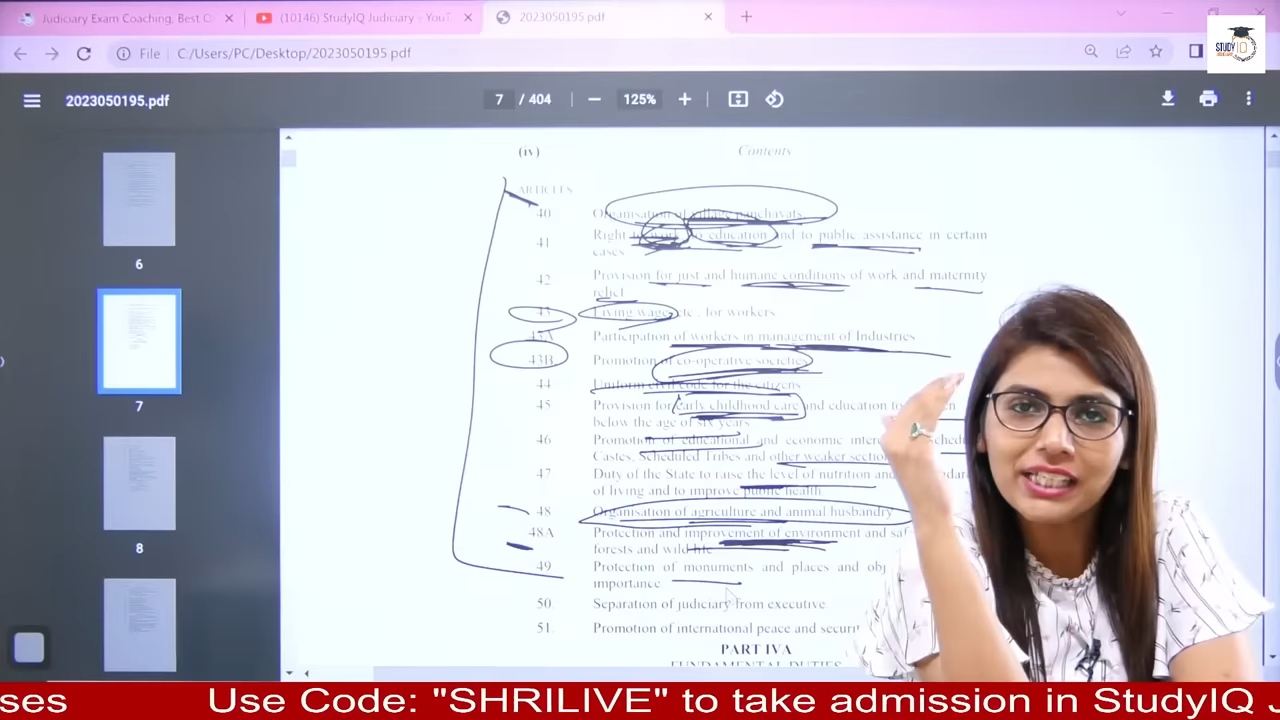 Judiciary Exam Coaching, Best C
(10146) StudyIQ Judiciary - YouT
2023050195.pdf
File C:/Users/PC/Desktop/2023050195.pdf
STUDY IQ
2023050195.pdf
7 / 404
125%
6
7
8
(iv)
Contents
ARTICLES
40 Organisation of village panchayats
41 Right to work, to education and to public assistance in certain
cases
42 Provision for just and humane conditions of work and maternity
relief
43 Living wage, etc., for workers
43A Participation of workers in management of Industries
43B Promotion of co-operative societies
44 Uniform civil code for the citizens
45 Provision for early childhood care and education
below the age of six years
46 Promotion of educational and economic
Castes, Scheduled Tribes and other weaker
47 Duty of the State to raise the level of nutrition and
of living and to improve public health
48 Organisation of agriculture and animal husbandry
48A Protection and improvement of environment and
forests and wild life
49 Protection of monuments and places and obj
importance
50. Separation of judiciary from executive
51. Promotion of international peace and securit
PART IVA
FUNDAMENTAL DUTIES
ses Use Code: "SHRILIVE" to take admission in StudyIQ J